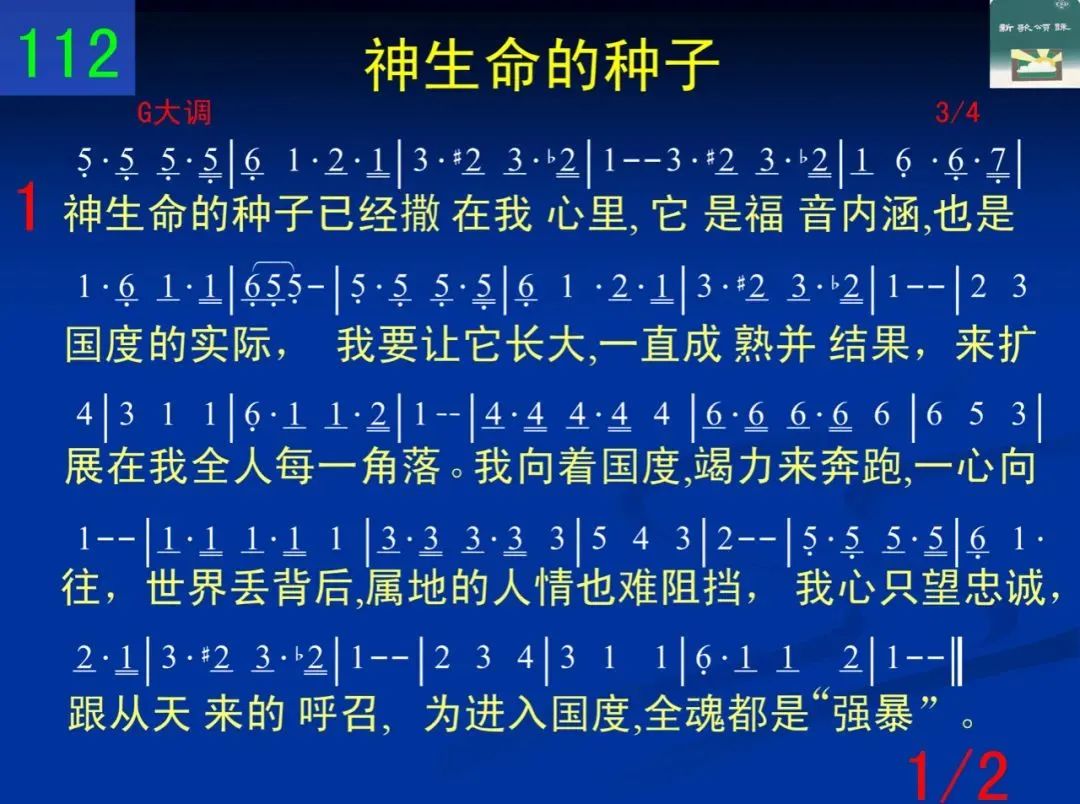 112
神生命的种子
新歌颂咏
G大调
3/4
5·5 5·5|6 1·2·1|3·♯2 3·♭2|1--3·♯2 3·♭2|1 6·6·7|
1
神生命的种子已经撒 在我 心里, 它 是福 音内涵,也是
1·6 1·1|655-|5·5 5·5|6 1·2·1|3·♯2 3·♭2|1--|2 3
国度的实际， 我要让它长大,一直成 熟并 结果，来扩
4|3 1 1|6·1 1·2|1--|4·4 4·4 4|6·6 6·6 6|6 5 3|
展在我全人每一角落。我向着国度,竭力来奔跑,一心向
1--|1·1 1·1 1|3·3 3·3 3|5 4 3|2--|5·5 5·5|6 1·
往，世界丢背后,属地的人情也难阻挡， 我心只望忠诚，
2·1|3·♯2 3·♭2|1--|2 3 4|3 1 1|6·1 1 2|1--‖
跟从天 来的 呼召， 为进入国度,全魂都是“强暴”。
1/2